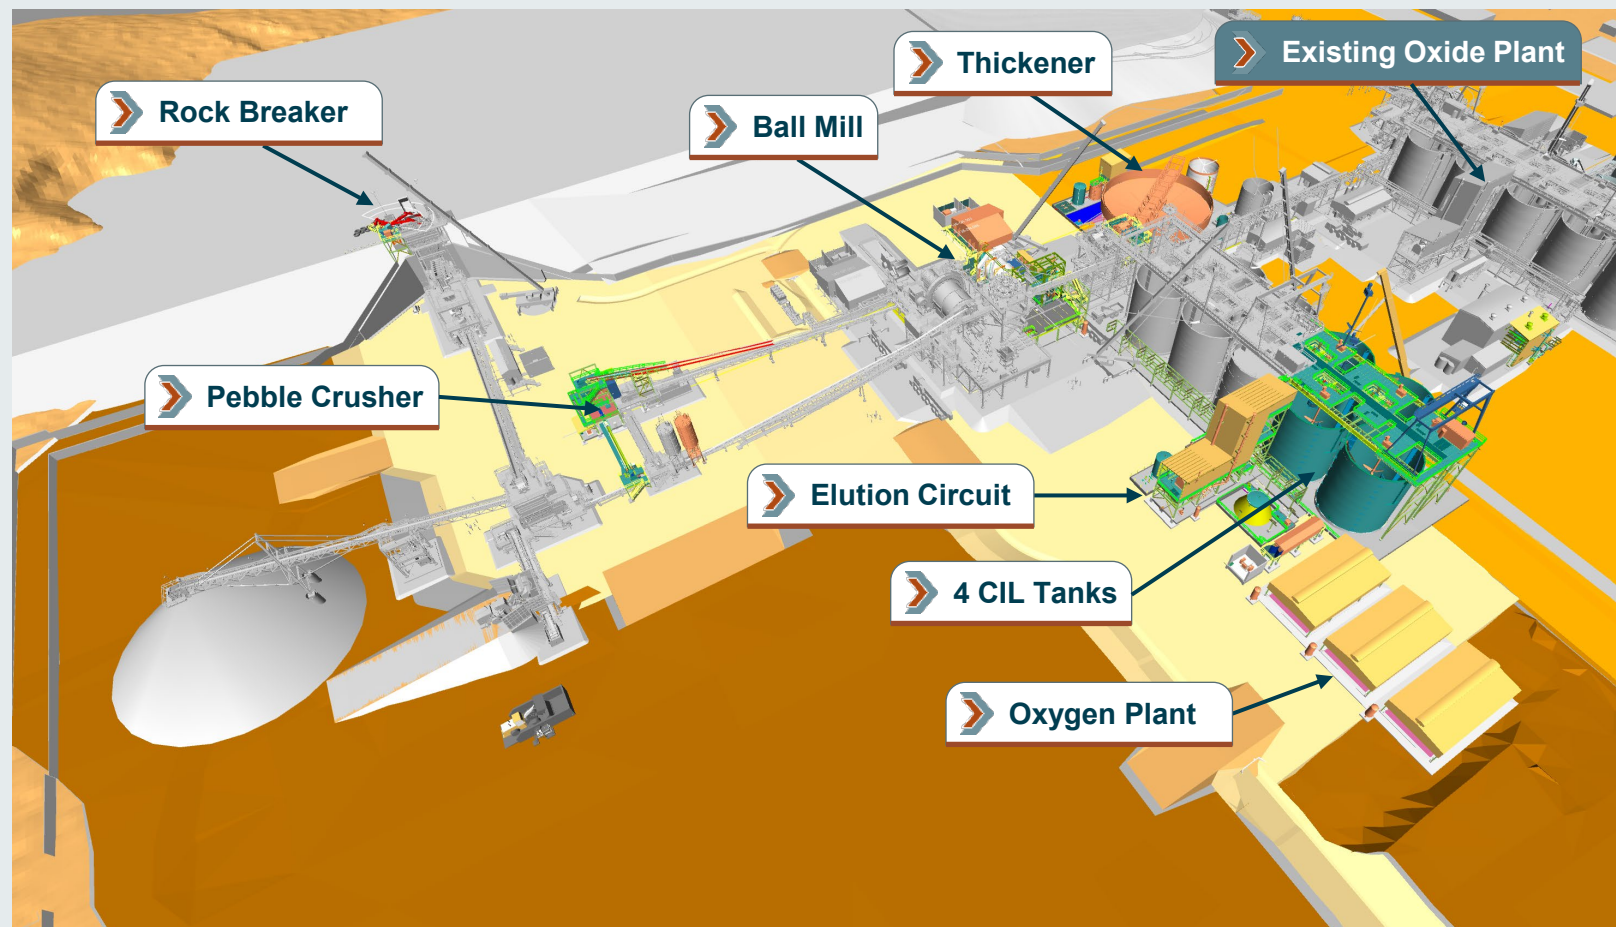 Existing Oxide Plant
Thickener
Rock Breaker
Ball Mill
Pebble Crusher
Elution Circuit
4 CIL Tanks
Oxygen Plant